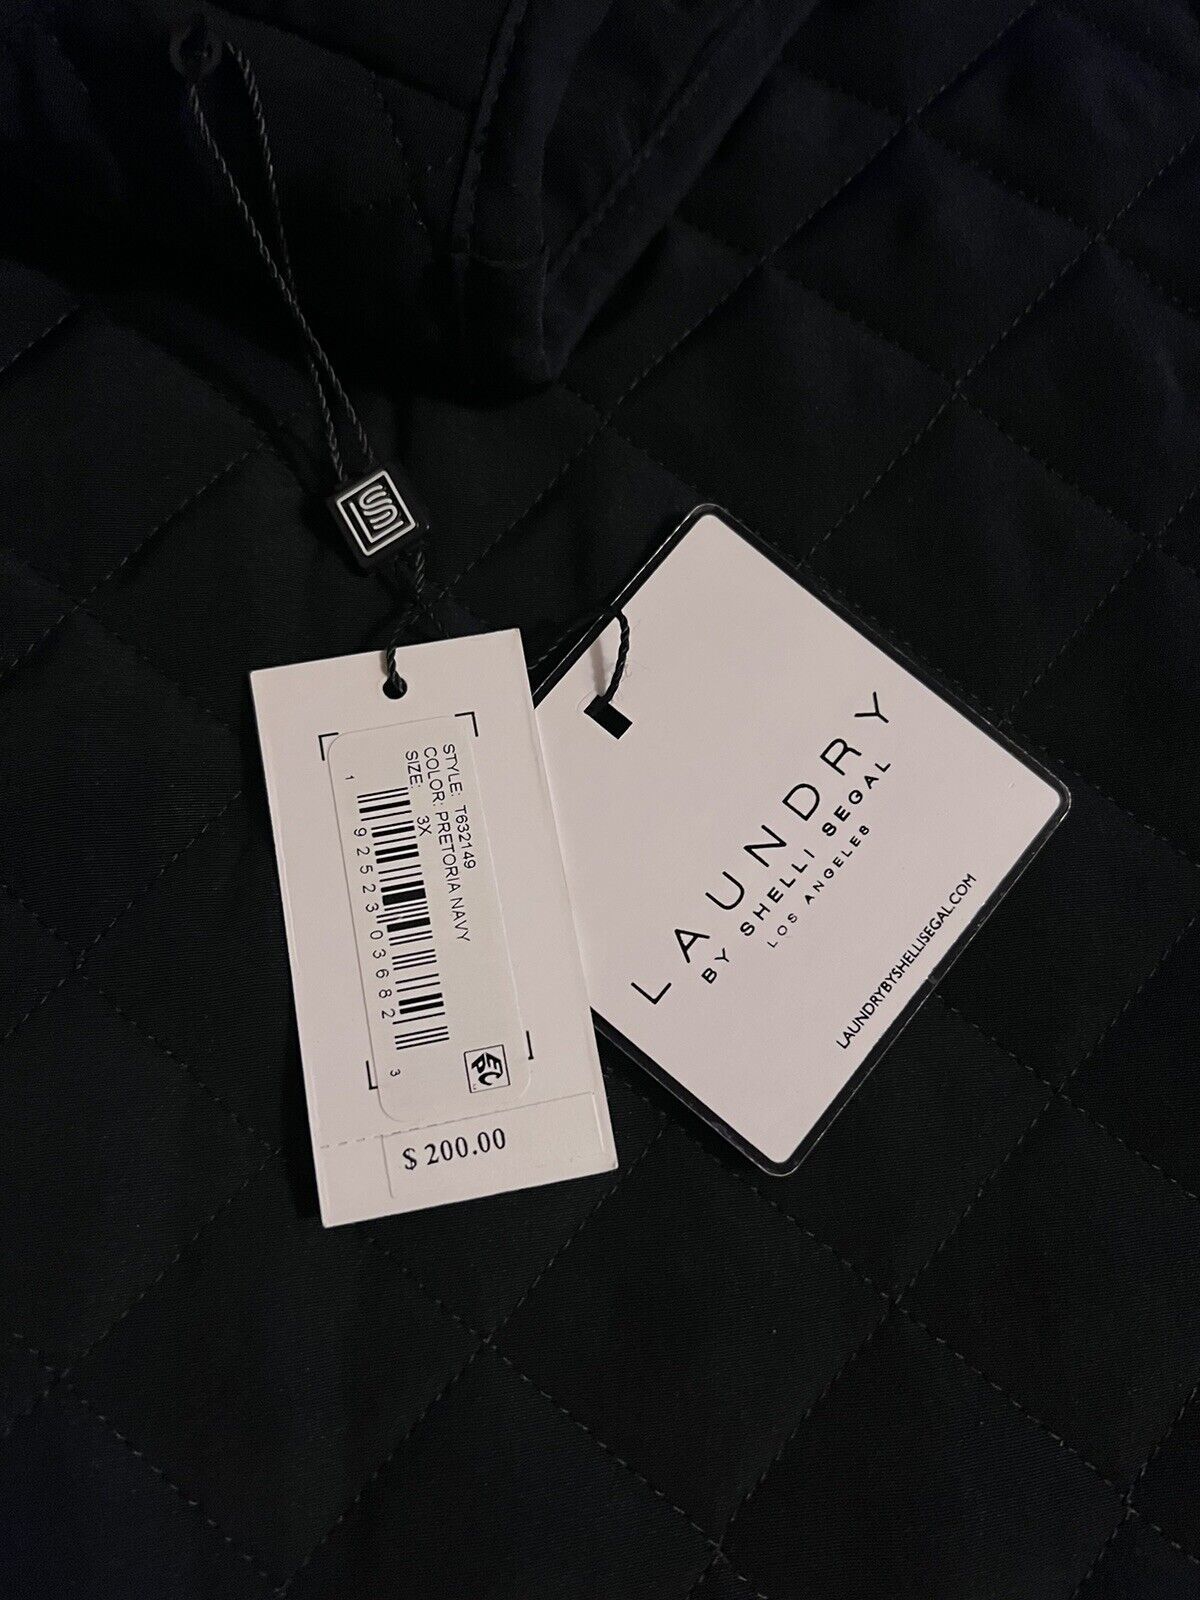 STYLE: T632149
COLOR: PRETORIA NAVY
SIZE: 3X
1 92523 03682 3
$ 200.00
LAUNDRY
BY SHELLI SEGAL
LOS ANGELES
LAUNDRYBYSHELLISEGAL.COM